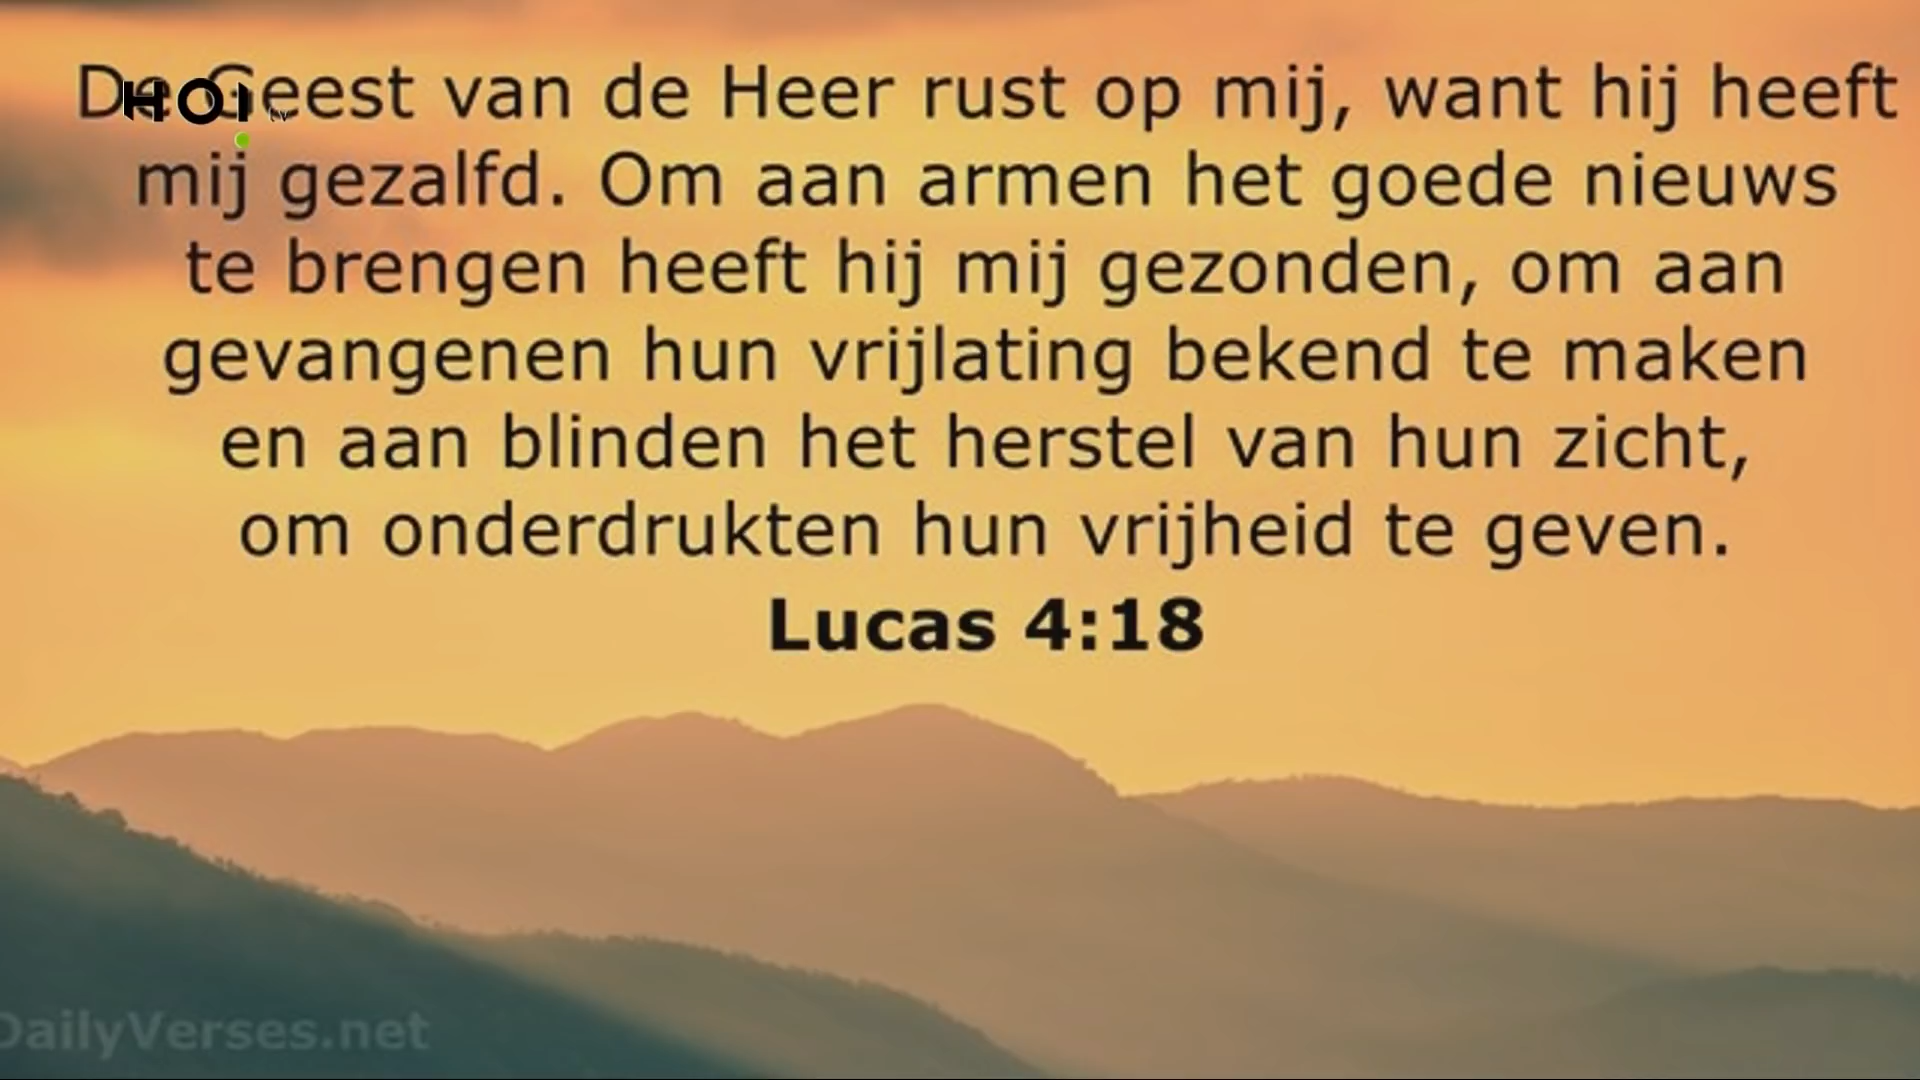 De Geest van de Heer rust op mij, want hij heeft
HOI tv
mij gezalfd. Om aan armen het goede nieuws
te brengen heeft hij mij gezonden, om aan
gevangenen hun vrijlating bekend te maken
en aan blinden het herstel van hun zicht,
om onderdrukten hun vrijheid te geven.
Lucas 4:18
DailyVerses.net